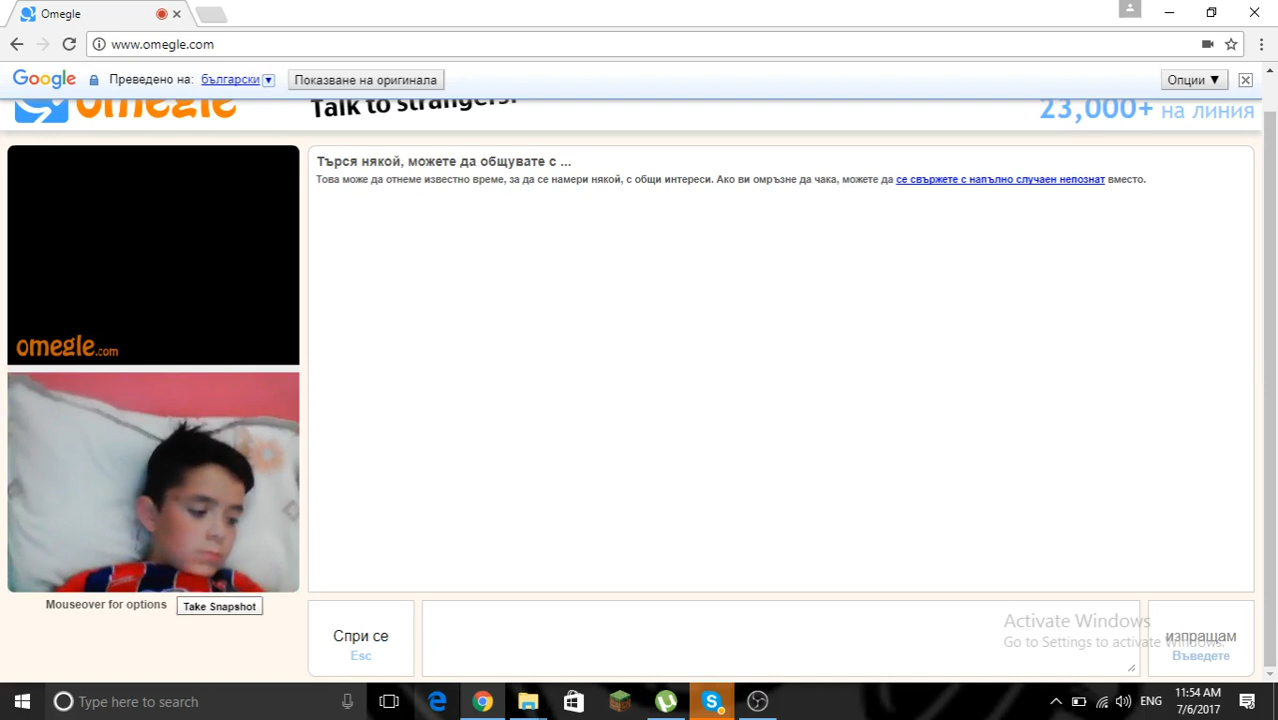 Omegle
www.omegle.com
Google Преведено на: български Показване на оригинала Опции ▼
omegle Talk to strangers! 23,000+ на линия
Търся някой, можете да общувате с ...
Това може да отнеме известно време, за да се намери някой, с общи интереси. Ако ви омръзне да чака, можете да се свържете с напълно случаен непознат вместо.
omegle.com
Mouseover for options Take Snapshot
Спри се
Esc
Activate Windows
Go to Settings to activate Windows.
изпращам
Въведете
Type here to search
ENG
11:54 AM
7/6/2017